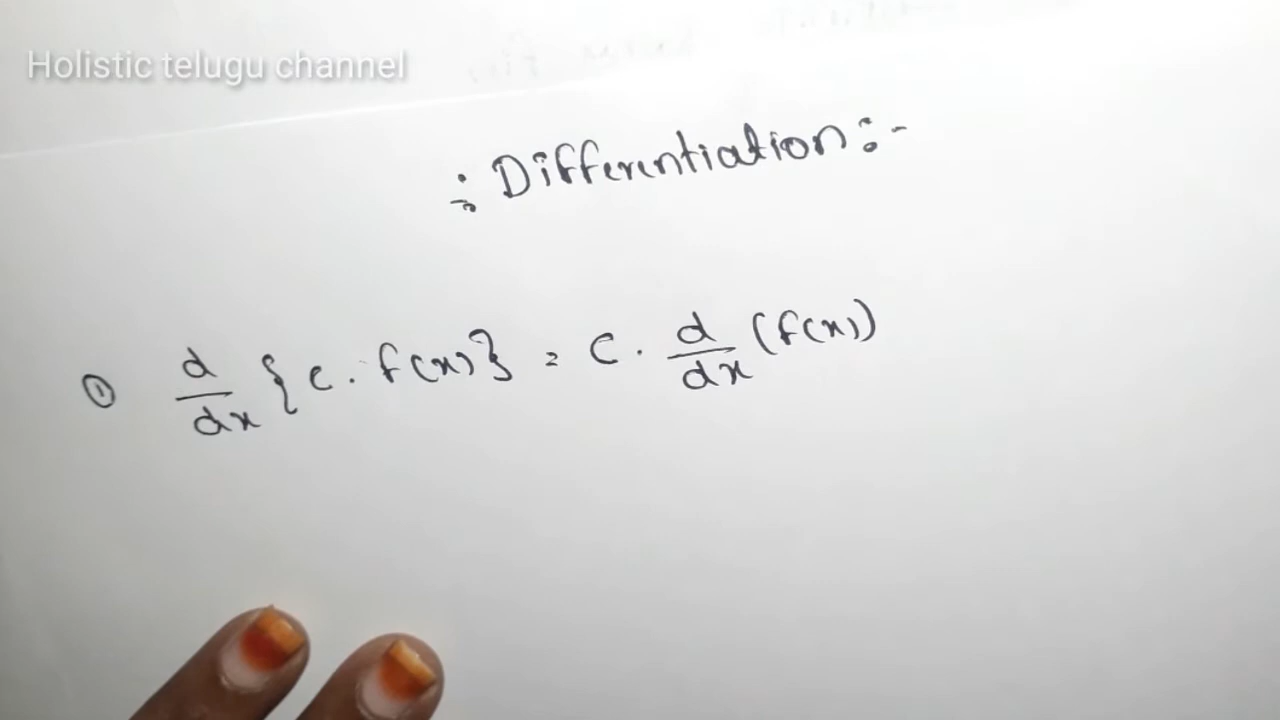 Holistic telugu channel
: Differentiation :-
① d/dx {c . f(x)} = c . d/dx (f(x))